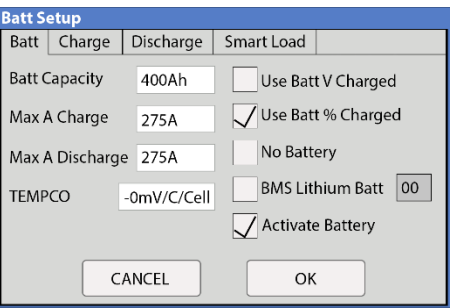 Batt Setup
Batt Charge Discharge Smart Load
Batt Capacity 400Ah Use Batt V Charged
Max A Charge 275A Use Batt % Charged
Max A Discharge 275A No Battery
TEMPCO -0mV/C/Cell BMS Lithium Batt 00
Activate Battery
CANCEL OK